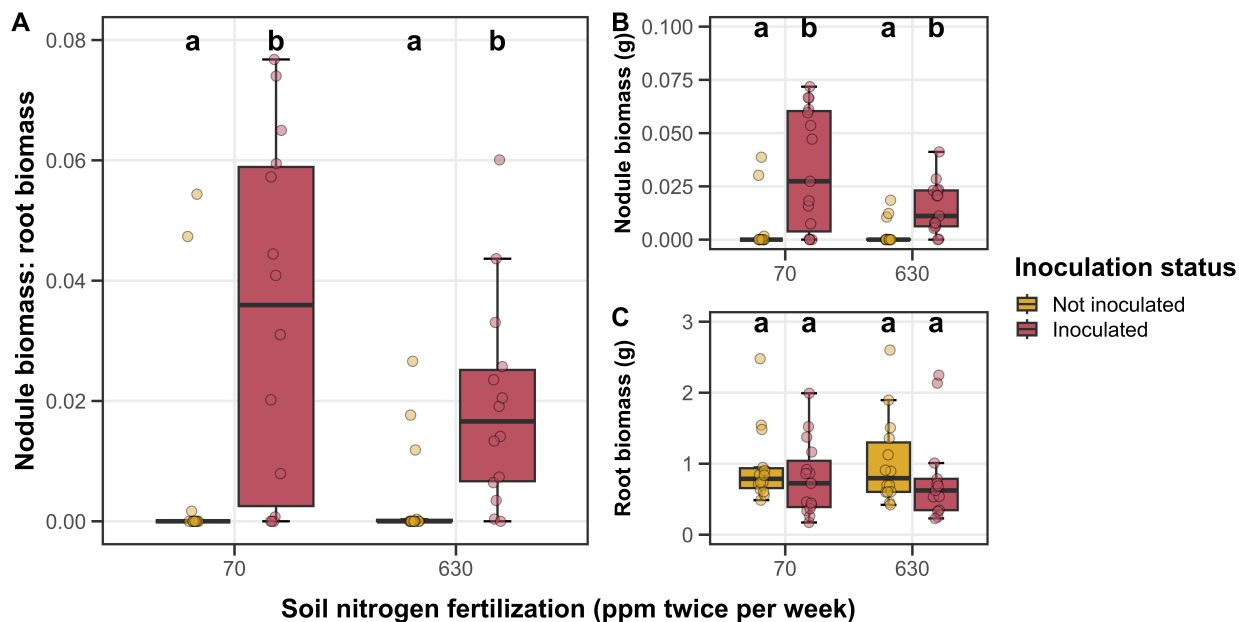 A
Nodule biomass: root biomass
0.08
0.06
0.04
0.02
0.00
a b a b
70 630
B
Nodule biomass (g)
0.100
0.075
0.050
0.025
0.000
a b a b
70 630
C
Root biomass (g)
3
2
1
0
a a a a
70 630
Soil nitrogen fertilization (ppm twice per week)
Inoculation status
Not inoculated
Inoculated